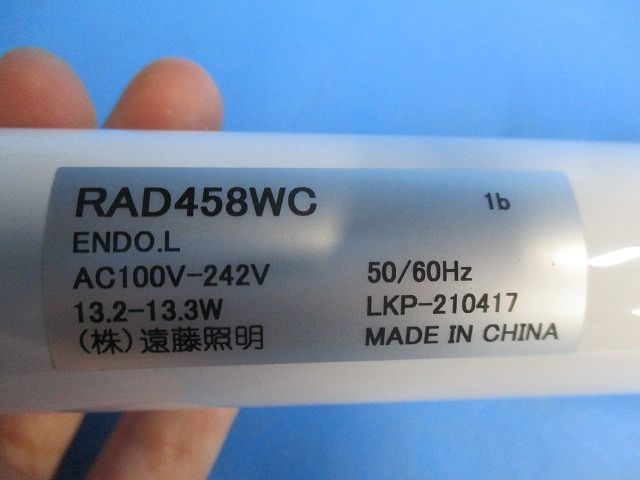 RAD458WC 1b
ENDO.L
AC100V-242V 50/60Hz
13.2-13.3W LKP-210417
(株)遠藤照明 MADE IN CHINA